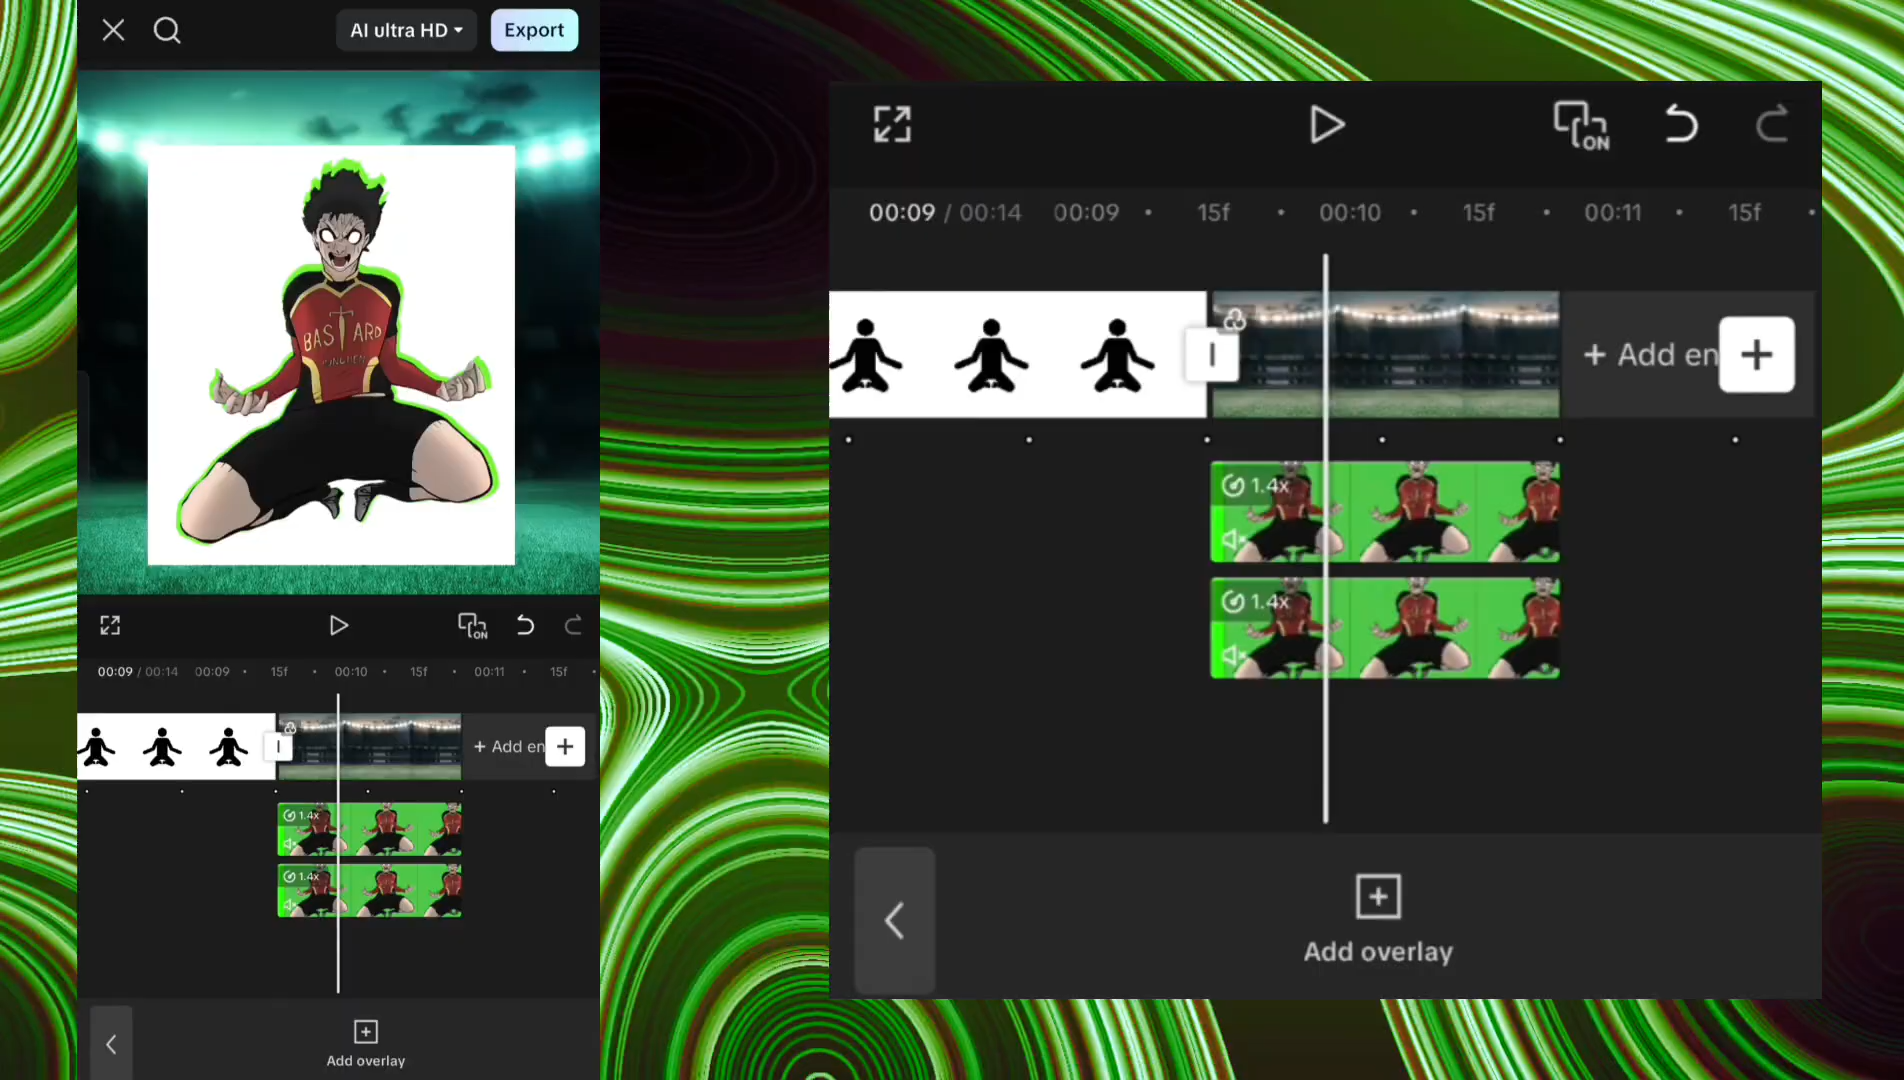 AI ultra HD
Export
BASTARD
MÜNCHEN
ON
00:09 / 00:14 00:09 15f 00:10 15f 00:11 15f
+ Add en
1.4x
1.4x
Add overlay
ON
00:09 / 00:14 00:09 15f 00:10 15f 00:11 15f
+ Add en
1.4x
1.4x
Add overlay